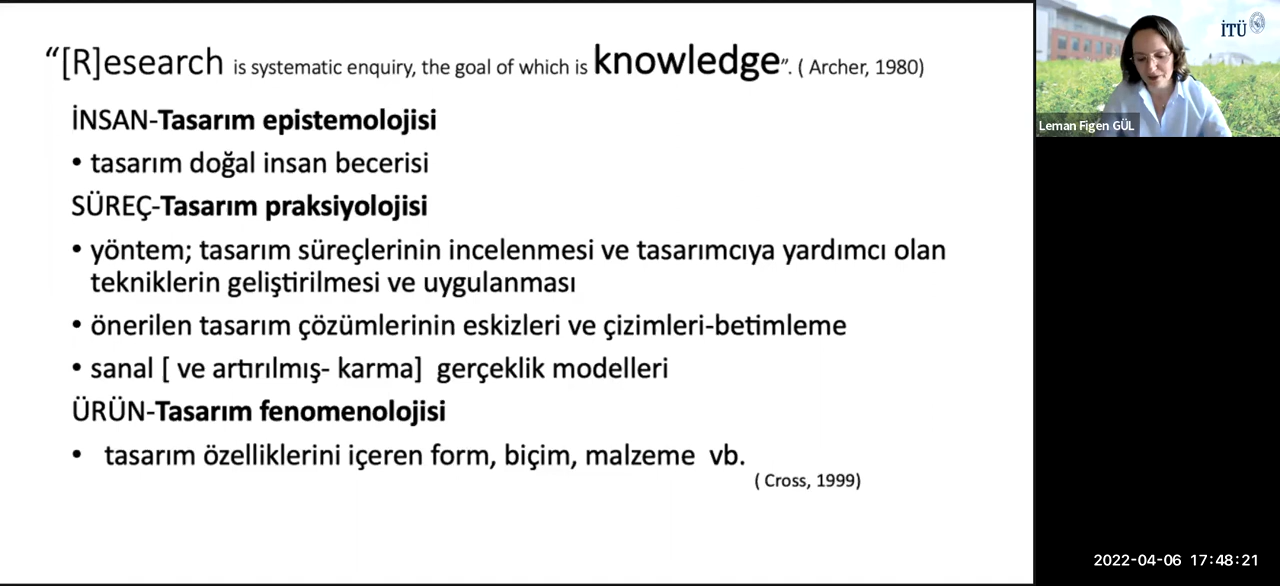 “[R]esearch is systematic enquiry, the goal of which is knowledge”. ( Archer, 1980)
İNSAN-Tasarım epistemolojisi
• tasarım doğal insan becerisi
SÜREÇ-Tasarım praksiyolojisi
• yöntem; tasarım süreçlerinin incelenmesi ve tasarımcıya yardımcı olan
tekniklerin geliştirilmesi ve uygulanması
• önerilen tasarım çözümlerinin eskizleri ve çizimleri-betimleme
• sanal [ ve artırılmış- karma] gerçeklik modelleri
ÜRÜN-Tasarım fenomenolojisi
• tasarım özelliklerini içeren form, biçim, malzeme vb.
( Cross, 1999)
İTÜ
Leman Figen GÜL
2022-04-06 17:48:21